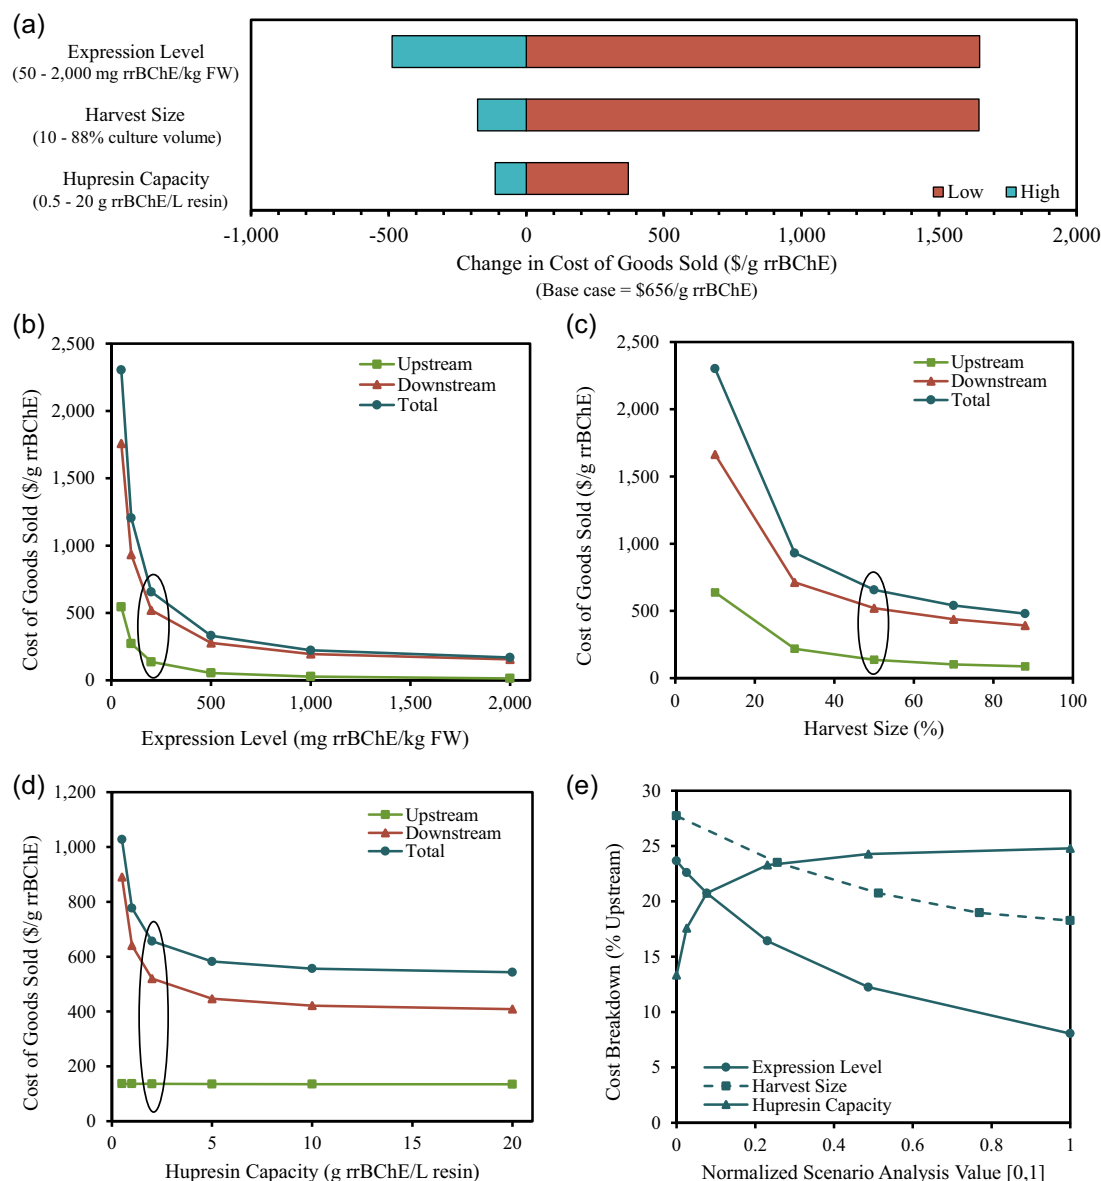 (a)
Expression Level
(50 - 2,000 mg rrBChE/kg FW)
Harvest Size
(10 - 88% culture volume)
Hupresin Capacity
(0.5 - 20 g rrBChE/L resin)
Low High
-1,000 -500 0 500 1,000 1,500 2,000
Change in Cost of Goods Sold ($/g rrBChE)
(Base case = $656/g rrBChE)
(b)
Cost of Goods Sold ($/g rrBChE)
2,500
2,000
1,500
1,000
500
0
Upstream
Downstream
Total
0 500 1,000 1,500 2,000
Expression Level (mg rrBChE/kg FW)
(c)
Cost of Goods Sold ($/g rrBChE)
2,500
2,000
1,500
1,000
500
0
Upstream
Downstream
Total
0 20 40 60 80 100
Harvest Size (%)
(d)
Cost of Goods Sold ($/g rrBChE)
1,200
1,000
800
600
400
200
0
Upstream
Downstream
Total
0 5 10 15 20
Hupresin Capacity (g rrBChE/L resin)
(e)
Cost Breakdown (% Upstream)
30
25
20
15
10
5
0
Expression Level
Harvest Size
Hupresin Capacity
0 0.2 0.4 0.6 0.8 1
Normalized Scenario Analysis Value [0,1]